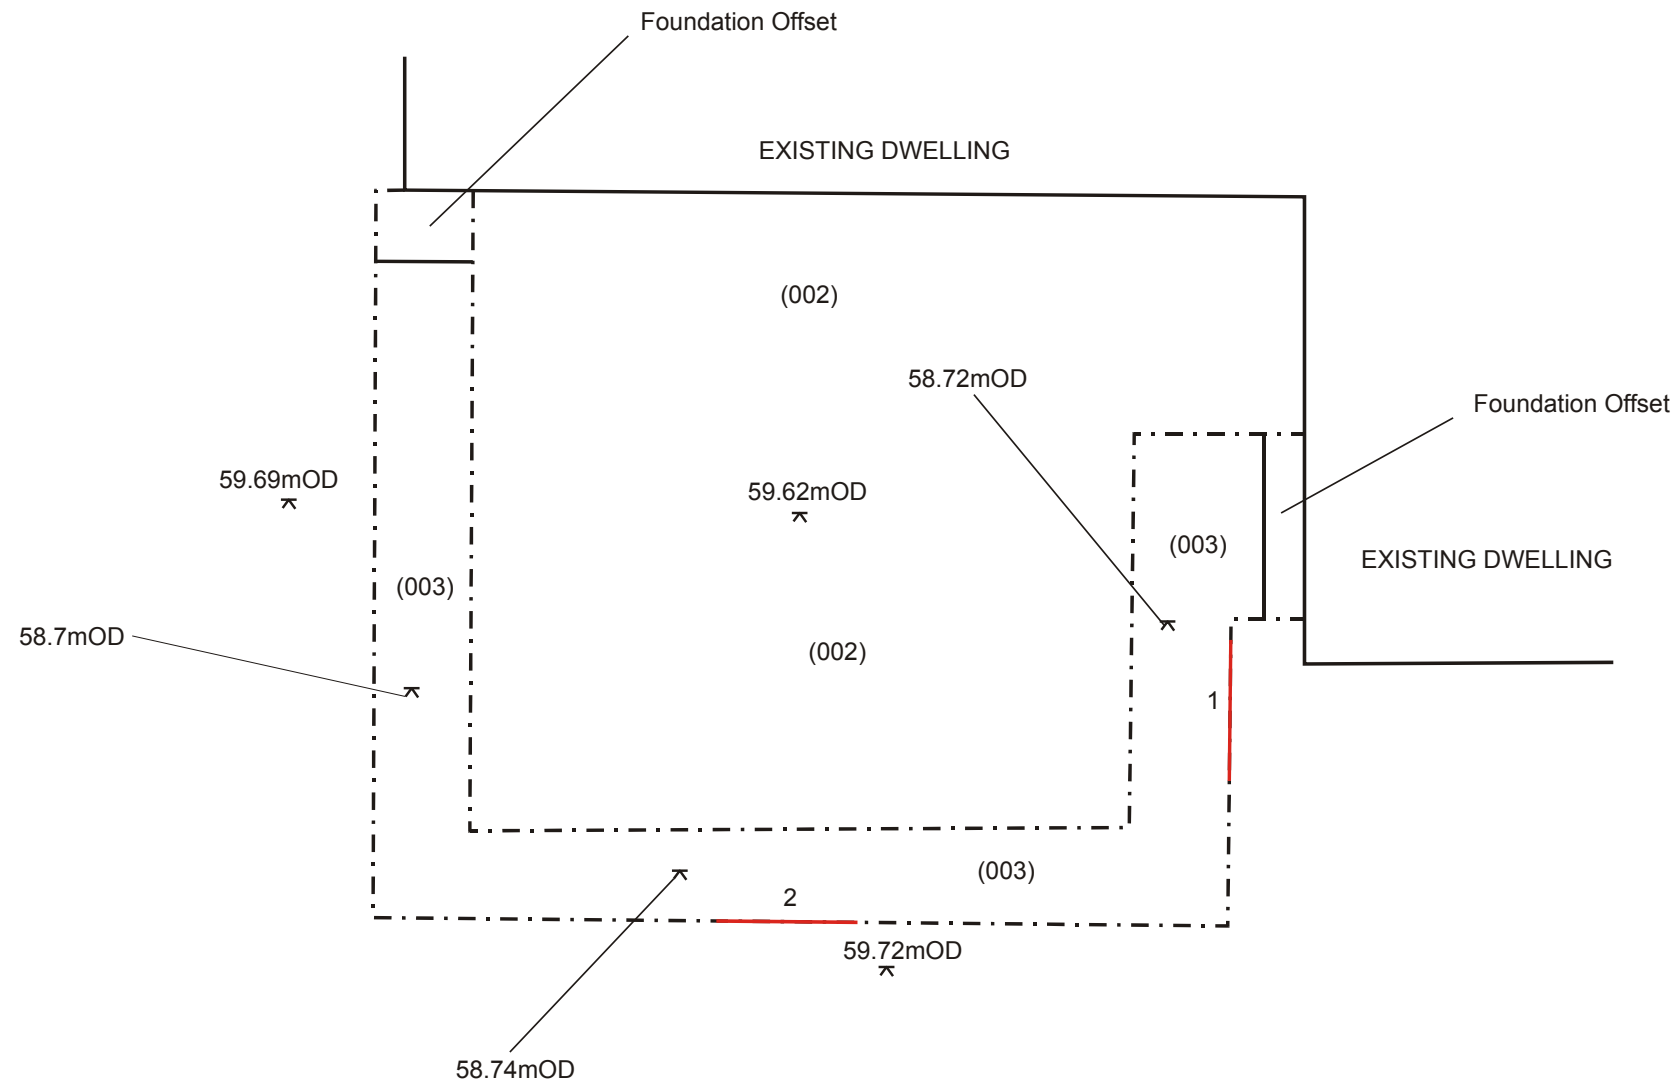 Foundation Offset
EXISTING DWELLING
(002)
58.72mOD
Foundation Offset
59.69mOD
59.62mOD
(003)
EXISTING DWELLING
(003)
58.7mOD
(002)
1
(003)
2
59.72mOD
58.74mOD